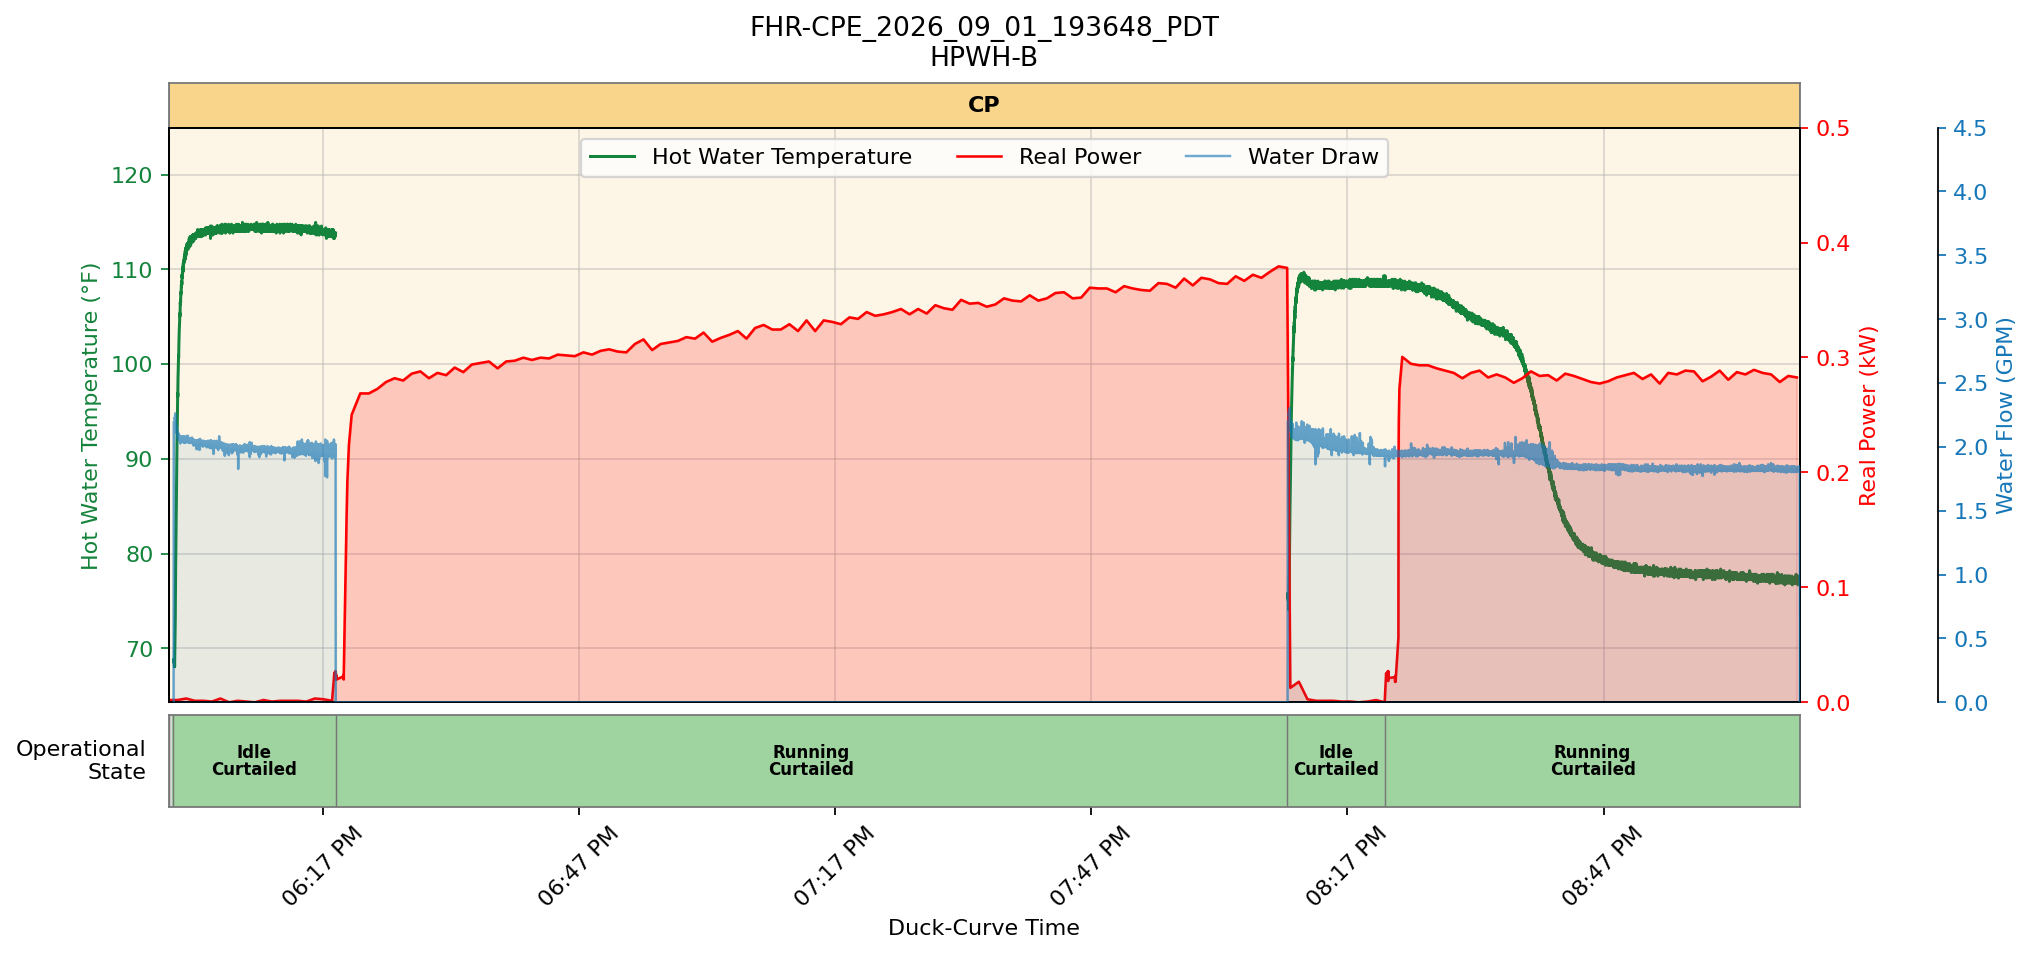 FHR-CPE_2026_09_01_193648_PDT
HPWH-B
CP
Hot Water Temperature
Real Power
Water Draw
Hot Water Temperature (°F)
120
110
100
90
80
70
Real Power (kW)
0.5
0.4
0.3
0.2
0.1
0.0
Water Flow (GPM)
4.5
4.0
3.5
3.0
2.5
2.0
1.5
1.0
0.5
0.0
Operational
State
Idle
Curtailed
Running
Curtailed
Idle
Curtailed
Running
Curtailed
06:17 PM
06:47 PM
07:17 PM
07:47 PM
08:17 PM
08:47 PM
Duck-Curve Time